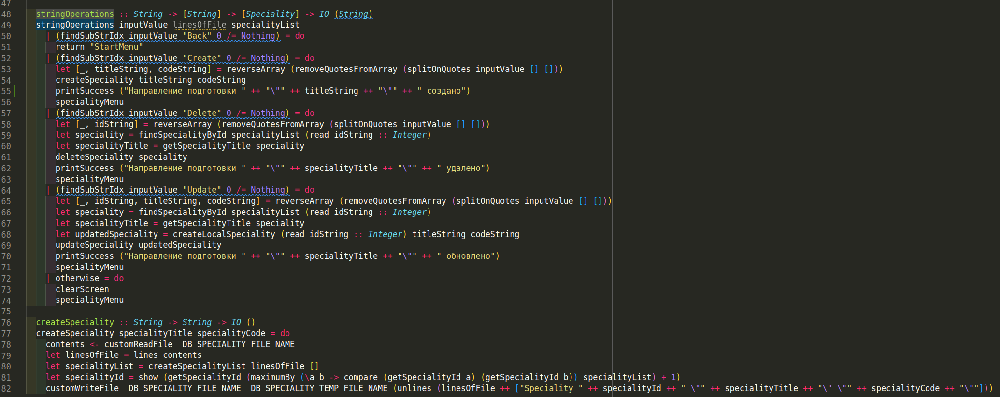 47
48 stringOperations :: String -> [String] -> [Speciality] -> IO (String)
49 stringOperations inputValue linesOfFile specialityList
50 | (findSubStrIdx inputValue "Back" 0 /= Nothing) = do
51 return "StartMenu"
52 | (findSubStrIdx inputValue "Create" 0 /= Nothing) = do
53 let [_, titleString, codeString] = reverseArray (removeQuotesFromArray (splitOnQuotes inputValue [] []))
54 createSpeciality titleString codeString
55 printSuccess ("Направление подготовки " ++ "\"" ++ titleString ++ "\"" ++ " создано")
56 specialityMenu
57 | (findSubStrIdx inputValue "Delete" 0 /= Nothing) = do
58 let [_, idString] = reverseArray (removeQuotesFromArray (splitOnQuotes inputValue [] []))
59 let speciality = findSpecialityById specialityList (read idString :: Integer)
60 let specialityTitle = getSpecialityTitle speciality
61 deleteSpeciality speciality
62 printSuccess ("Направление подготовки " ++ "\"" ++ specialityTitle ++ "\"" ++ " удалено")
63 specialityMenu
64 | (findSubStrIdx inputValue "Update" 0 /= Nothing) = do
65 let [_, idString, titleString, codeString] = reverseArray (removeQuotesFromArray (splitOnQuotes inputValue [] []))
66 let speciality = findSpecialityById specialityList (read idString :: Integer)
67 let specialityTitle = getSpecialityTitle speciality
68 let updatedSpeciality = createLocalSpeciality (read idString :: Integer) titleString codeString
69 updateSpeciality updatedSpeciality
70 printSuccess ("Направление подготовки " ++ "\"" ++ specialityTitle ++ "\"" ++ " обновлено")
71 specialityMenu
72 | otherwise = do
73 clearScreen
74 specialityMenu
75
76 createSpeciality :: String -> String -> IO ()
77 createSpeciality specialityTitle specialityCode = do
78 contents <- customReadFile _DB_SPECIALITY_FILE_NAME
79 let linesOfFile = lines contents
80 let specialityList = createSpecialityList linesOfFile []
81 let specialityId = show (getSpecialityId (maximumBy (\a b -> compare (getSpecialityId a) (getSpecialityId b)) specialityList) + 1)
82 customWriteFile _DB_SPECIALITY_FILE_NAME _DB_SPECIALITY_TEMP_FILE_NAME (unlines (linesOfFile ++ ["Speciality " ++ specialityId ++ " \"" ++ specialityTitle ++ "\" \"" ++ specialityCode ++ "\""]))